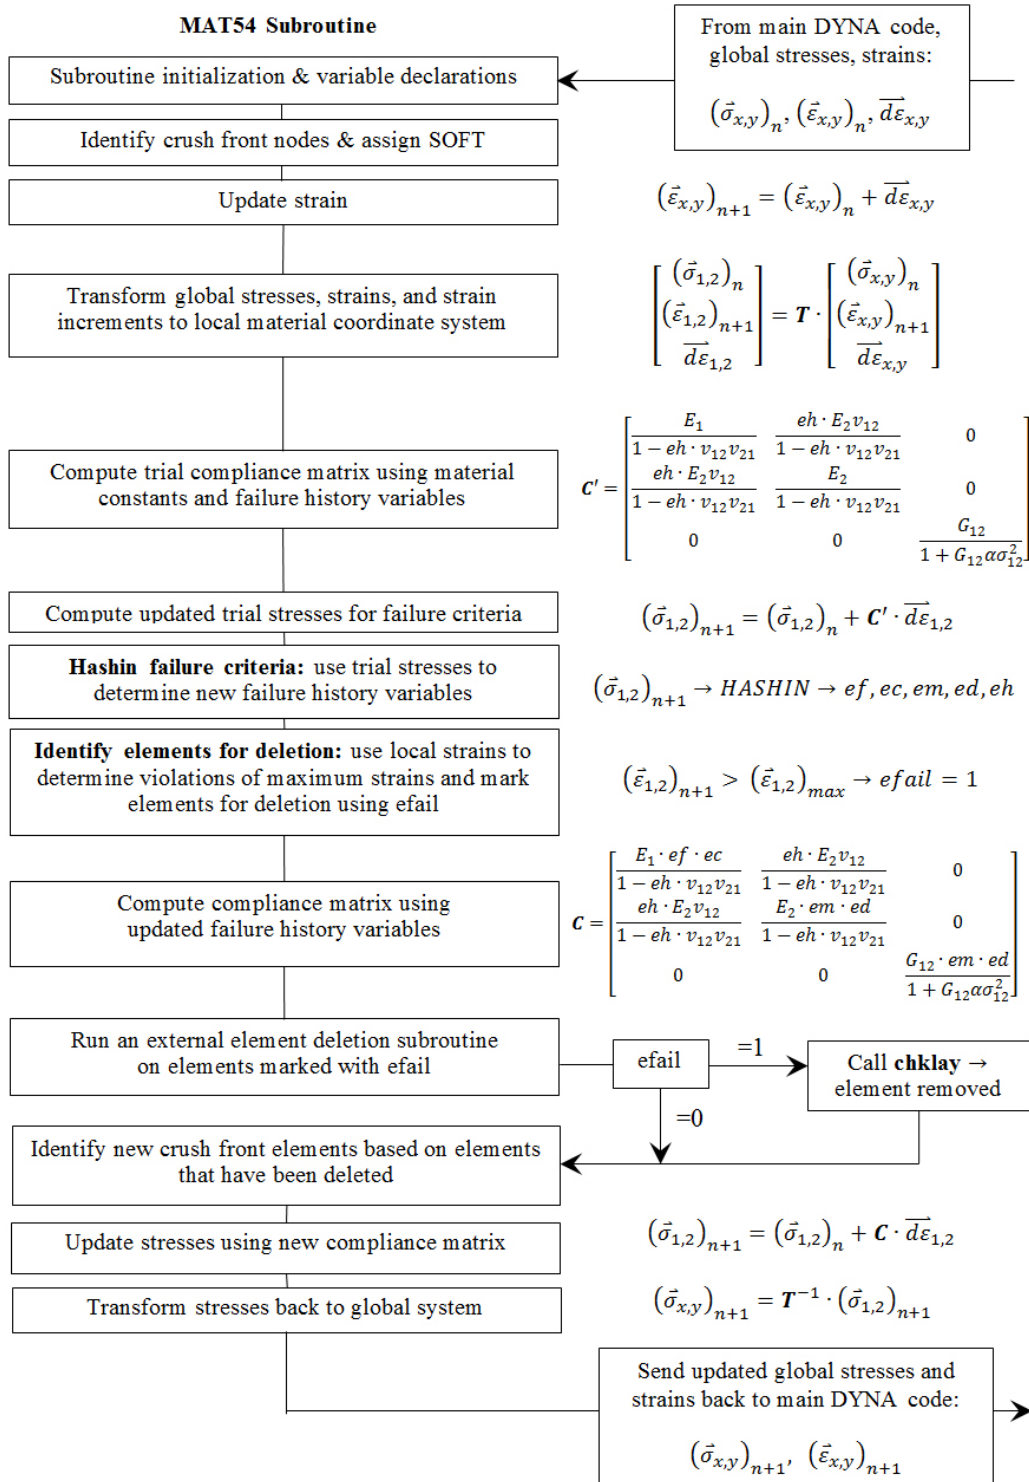 MAT54 Subroutine
From main DYNA code,
global stresses, strains:
(σ⃗x,y)n, (ε⃗x,y)n, dε⃗x,y
Subroutine initialization & variable declarations
Identify crush front nodes & assign SOFT
Update strain
(ε⃗x,y)n+1 = (ε⃗x,y)n + dε⃗x,y
Transform global stresses, strains, and strain
increments to local material coordinate system
[(σ⃗1,2)n; (ε⃗1,2)n+1; dε⃗1,2] = T · [(σ⃗x,y)n; (ε⃗x,y)n+1; dε⃗x,y]
Compute trial compliance matrix using material
constants and failure history variables
C′ = [E1/(1 − eh · v12v21) eh · E2v12/(1 − eh · v12v21) 0
eh · E2v12/(1 − eh · v12v21) E2/(1 − eh · v12v21) 0
0 0 G12/(1 + G12ασ12²)]
Compute updated trial stresses for failure criteria
(σ⃗1,2)n+1 = (σ⃗1,2)n + C′ · dε⃗1,2
Hashin failure criteria: use trial stresses to
determine new failure history variables
(σ⃗1,2)n+1 → HASHIN → ef, ec, em, ed, eh
Identify elements for deletion: use local strains to
determine violations of maximum strains and mark
elements for deletion using efail
(ε⃗1,2)n+1 > (ε⃗1,2)max → efail = 1
Compute compliance matrix using
updated failure history variables
C = [E1 · ef · ec/(1 − eh · v12v21) eh · E2v12/(1 − eh · v12v21) 0
eh · E2v12/(1 − eh · v12v21) E2 · em · ed/(1 − eh · v12v21) 0
0 0 G12 · em · ed/(1 + G12ασ12²)]
Run an external element deletion subroutine
on elements marked with efail
efail
=1
=0
Call chklay →
element removed
Identify new crush front elements based on elements
that have been deleted
Update stresses using new compliance matrix
(σ⃗1,2)n+1 = (σ⃗1,2)n + C · dε⃗1,2
Transform stresses back to global system
(σ⃗x,y)n+1 = T⁻¹ · (σ⃗1,2)n+1
Send updated global stresses and
strains back to main DYNA code:
(σ⃗x,y)n+1, (ε⃗x,y)n+1